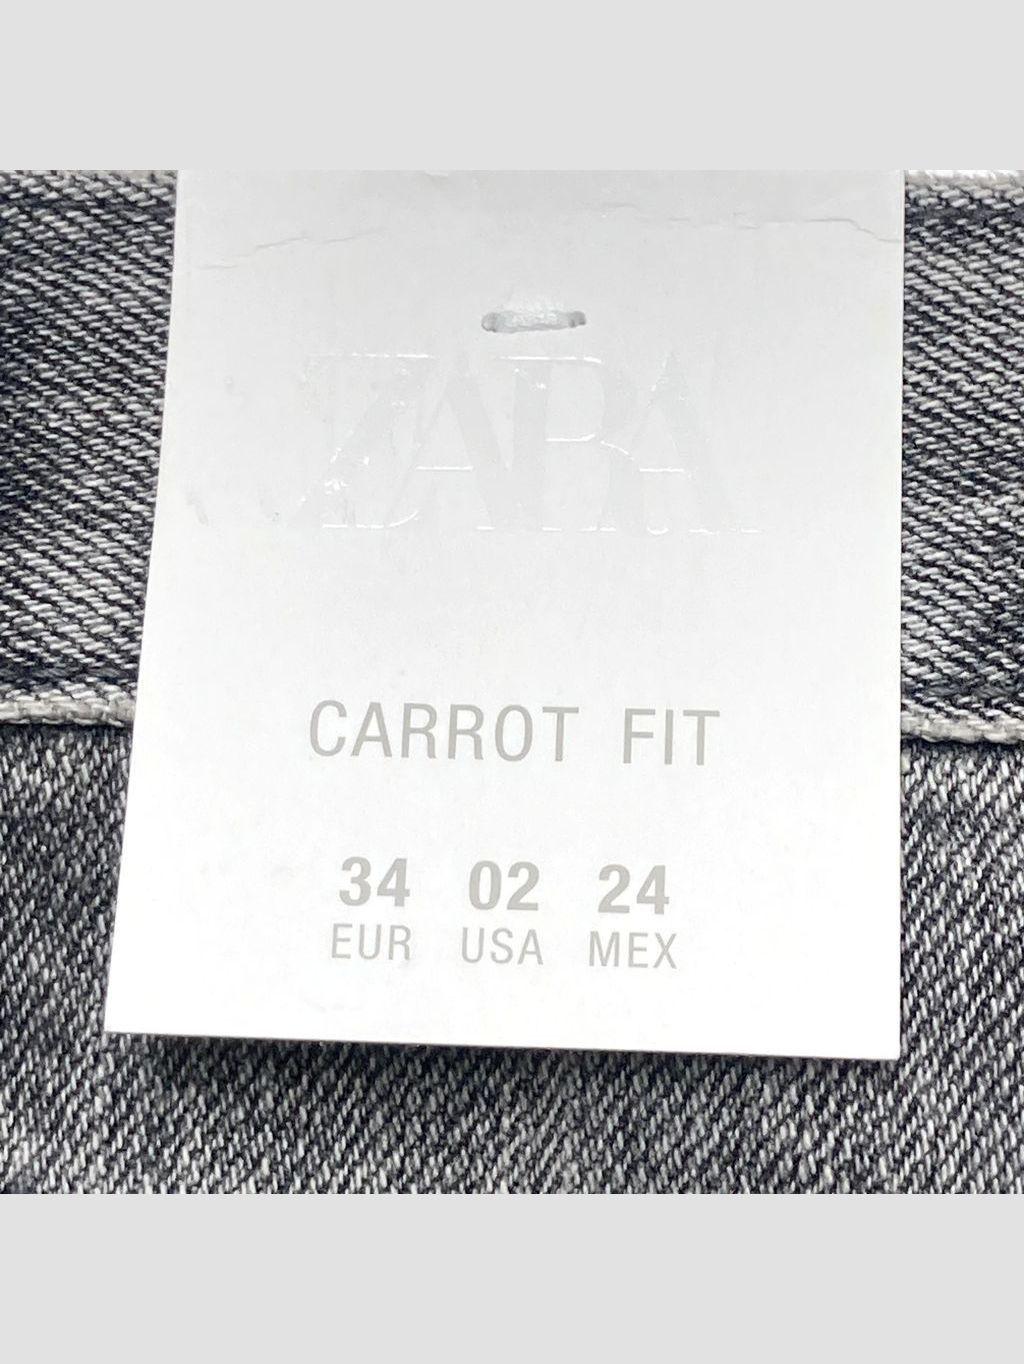 ZARA
CARROT FIT
34 02 24
EUR USA MEX